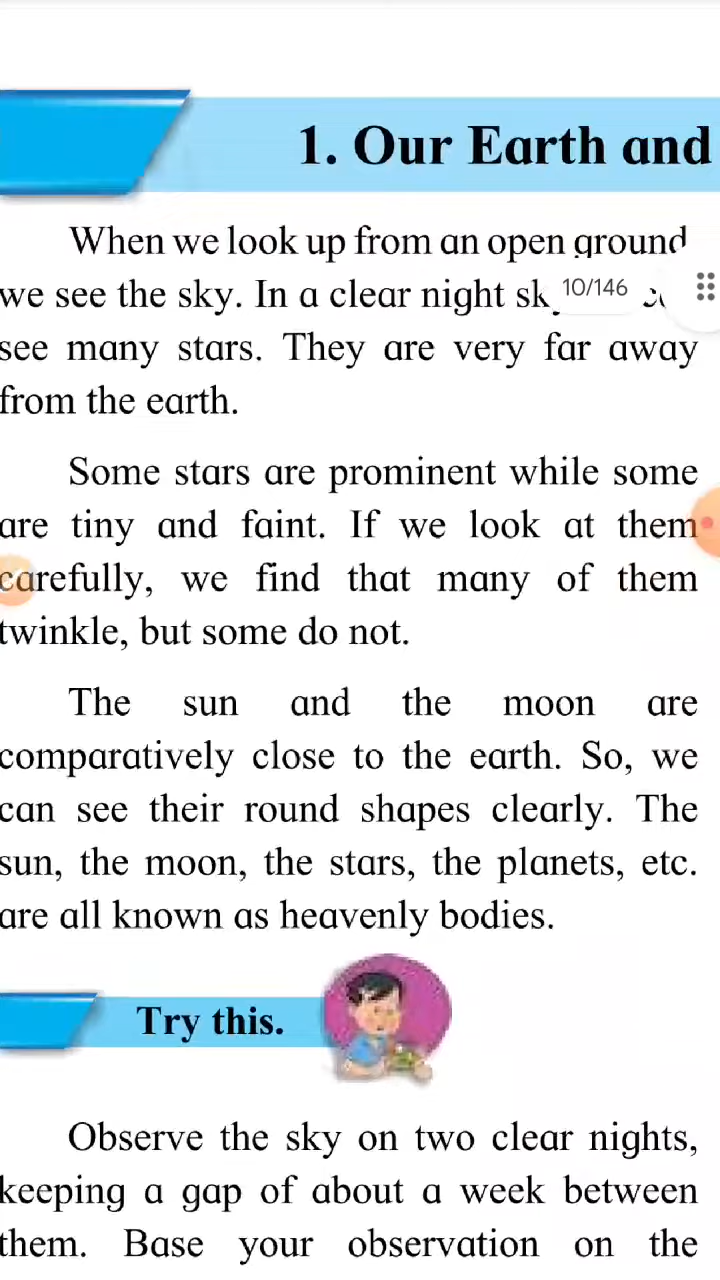 1. Our Earth and
When we look up from an open ground
we see the sky. In a clear night
10/146
see many stars. They are very far away
from the earth.
Some stars are prominent while some
are tiny and faint. If we look at them
carefully, we find that many of them
twinkle, but some do not.
The sun and the moon are
comparatively close to the earth. So, we
can see their round shapes clearly. The
sun, the moon, the stars, the planets, etc.
are all known as heavenly bodies.
Try this.
Observe the sky on two clear nights,
keeping a gap of about a week between
them. Base your observation on the